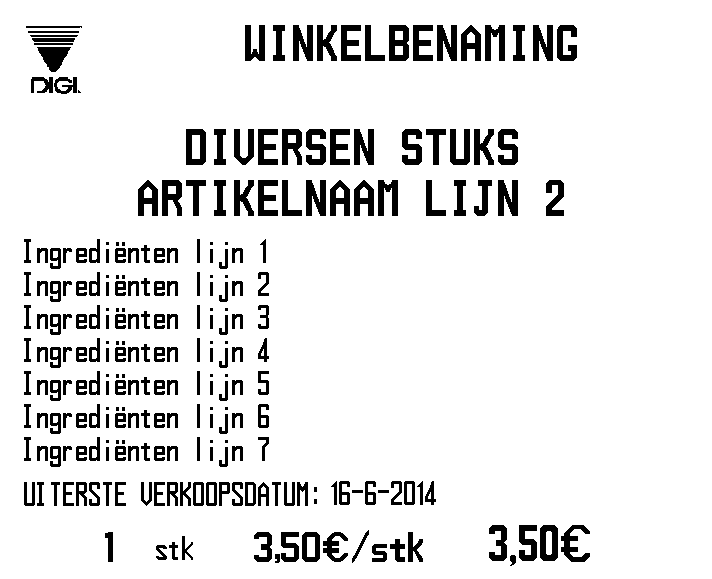 WINKELBENAMING
DIGI.
DIVERSEN STUKS
ARTIKELNAAM LIJN 2
Ingrediënten lijn 1
Ingrediënten lijn 2
Ingrediënten lijn 3
Ingrediënten lijn 4
Ingrediënten lijn 5
Ingrediënten lijn 6
Ingrediënten lijn 7
UITERSTE VERKOOPSDATUM: 16-6-2014
1 stk 3,50€/stk 3,50€